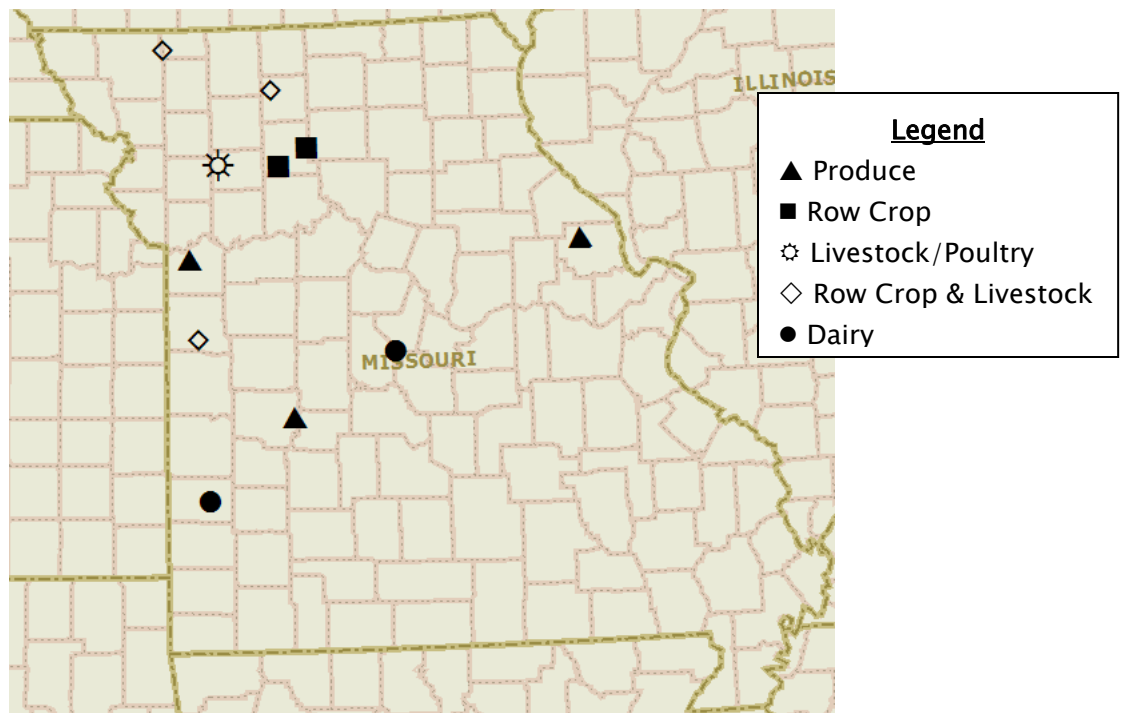 ILLINOIS
Legend
Produce
Row Crop
Livestock/Poultry
Row Crop & Livestock
Dairy
MISSOURI